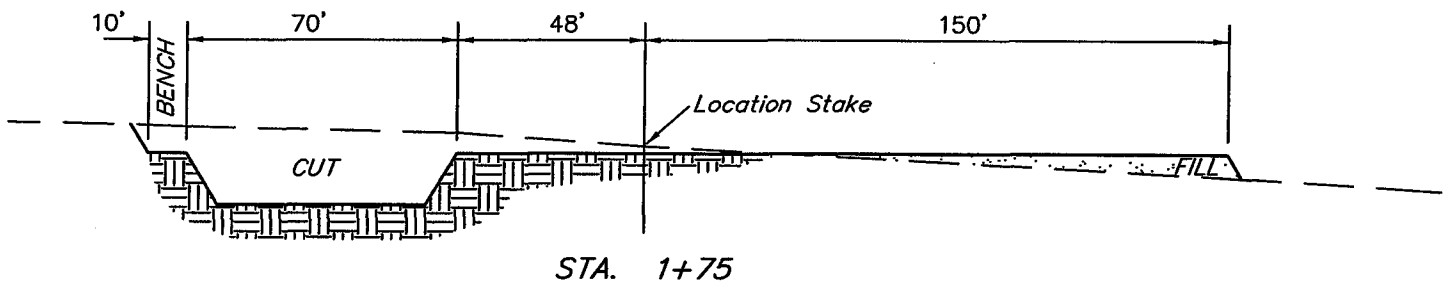 10' 70' 48' 150'
BENCH
Location Stake
CUT
FILL
STA. 1+75